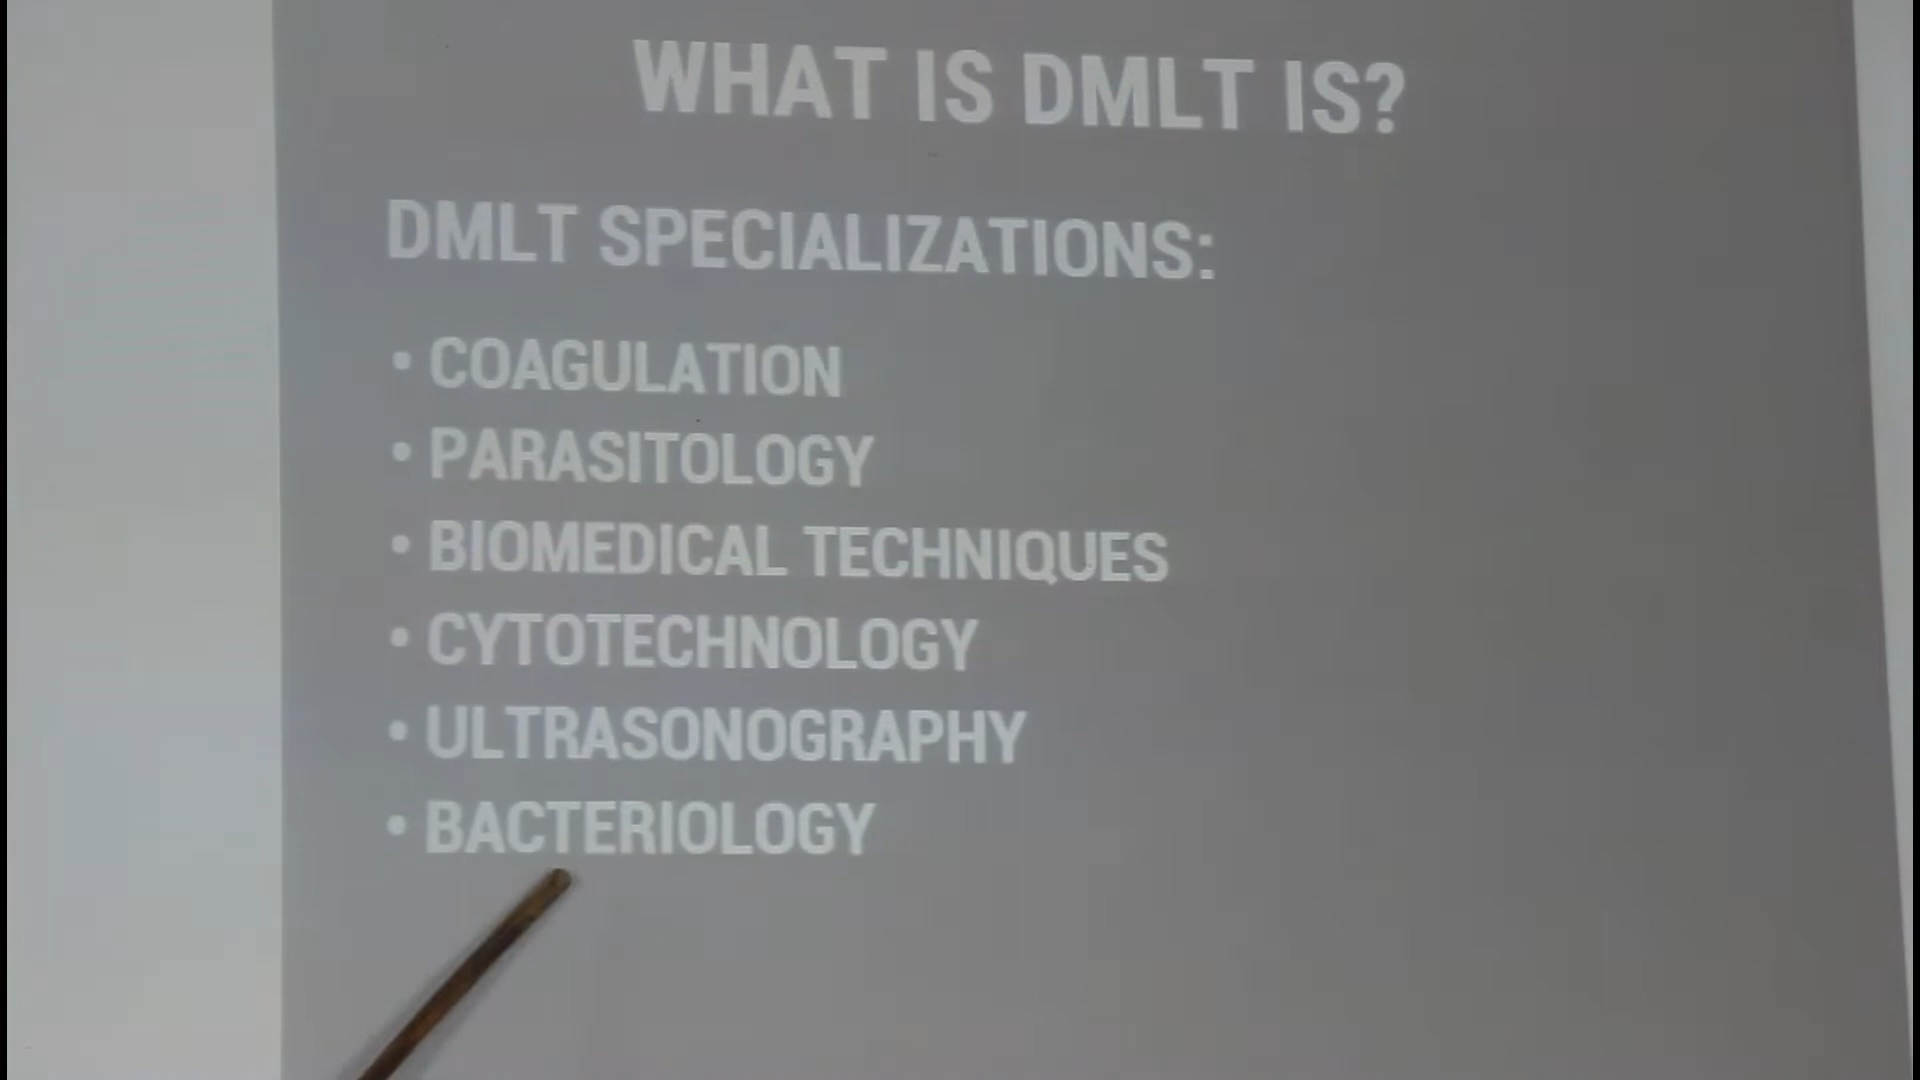 WHAT IS DMLT IS?
DMLT SPECIALIZATIONS:
• COAGULATION
• PARASITOLOGY
• BIOMEDICAL TECHNIQUES
• CYTOTECHNOLOGY
• ULTRASONOGRAPHY
• BACTERIOLOGY